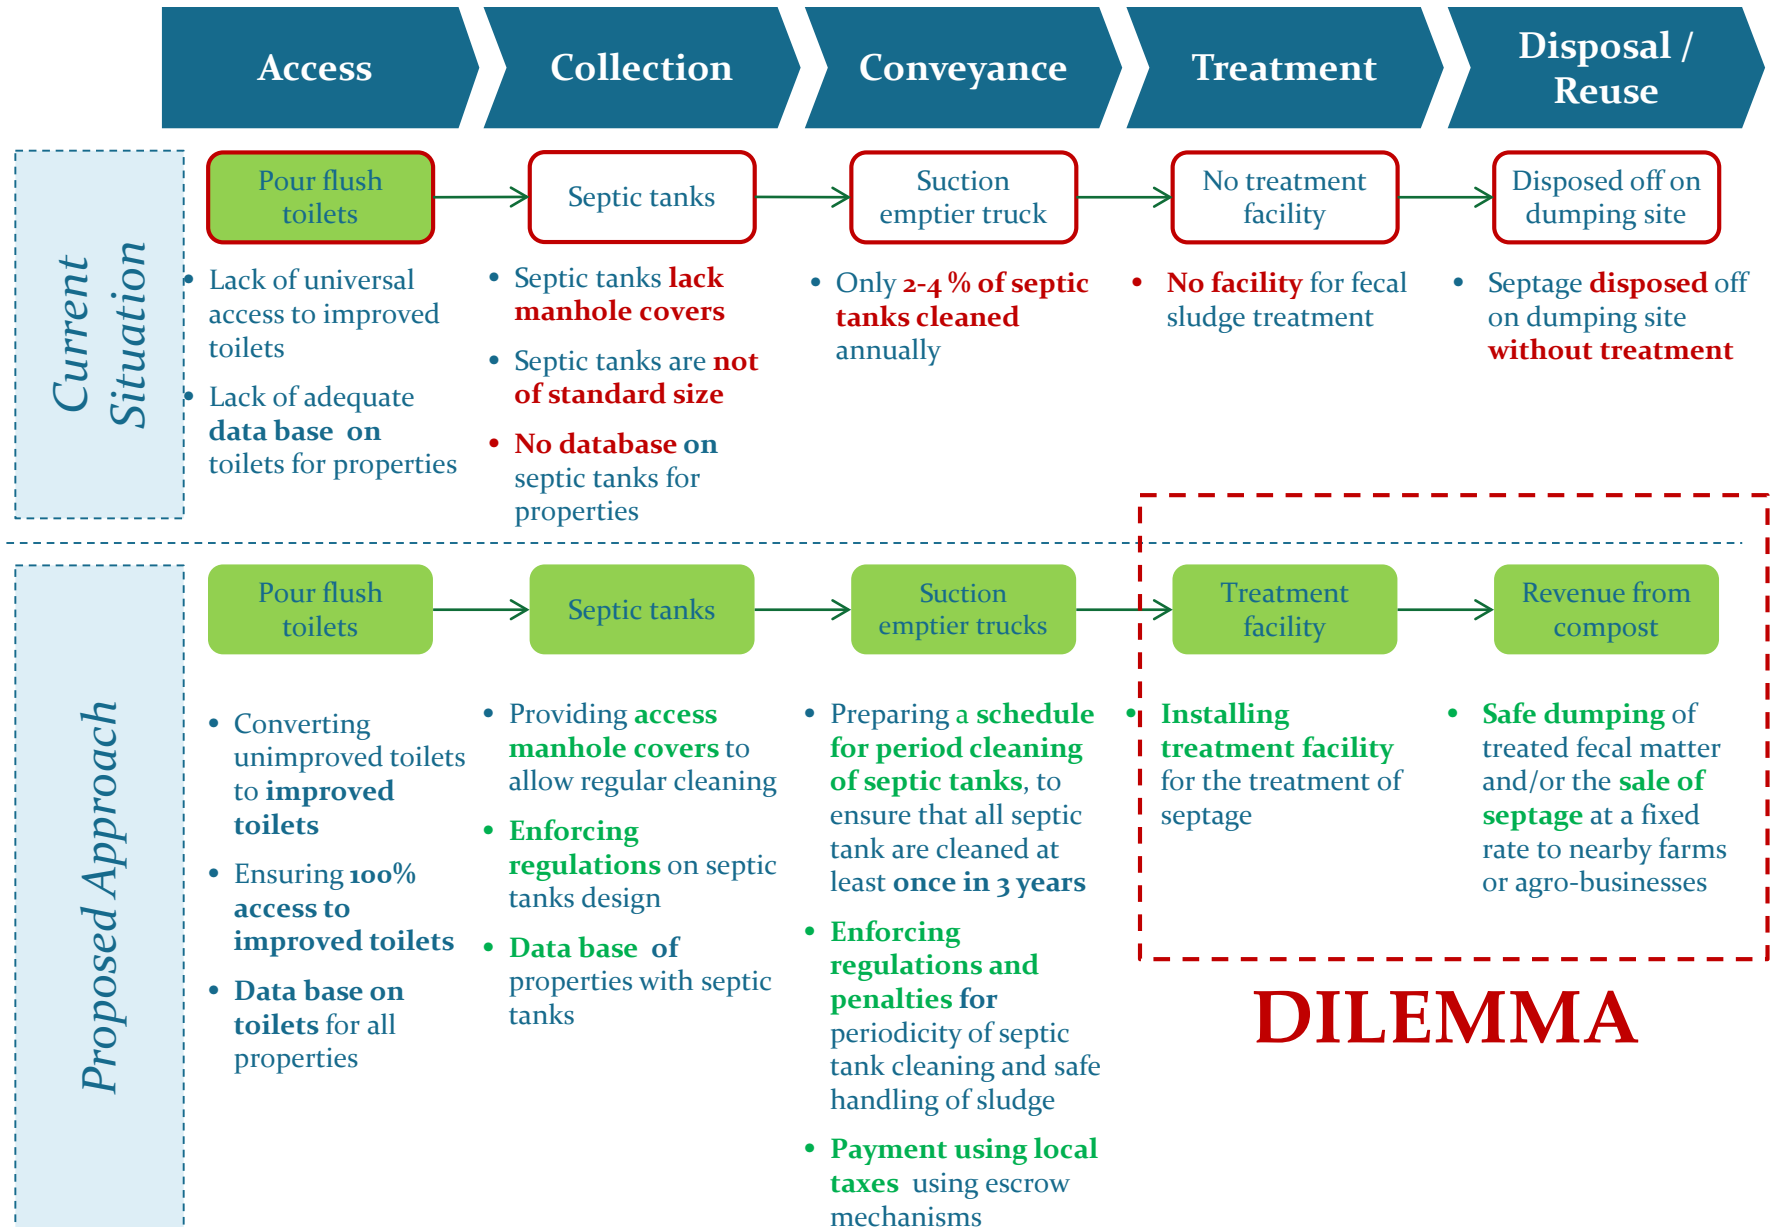 Access
Collection
Conveyance
Treatment
Disposal /
Reuse
Current
Situation
Pour flush
toilets
Septic tanks
Suction
emptier truck
No treatment
facility
Disposed off on
dumping site
• Lack of universal
access to improved
toilets
• Lack of adequate
data base on
toilets for properties
• Septic tanks lack
manhole covers
• Septic tanks are not
of standard size
• No database on
septic tanks for
properties
• Only 2-4 % of septic
tanks cleaned
annually
• No facility for fecal
sludge treatment
• Septage disposed off
on dumping site
without treatment
Proposed Approach
Pour flush
toilets
Septic tanks
Suction
emptier trucks
Treatment
facility
Revenue from
compost
• Converting
unimproved toilets
to improved
toilets
• Ensuring 100%
access to
improved toilets
• Data base on
toilets for all
properties
• Providing access
manhole covers to
allow regular cleaning
• Enforcing
regulations on septic
tanks design
• Data base of
properties with septic
tanks
• Preparing a schedule
for period cleaning
of septic tanks, to
ensure that all septic
tank are cleaned at
least once in 3 years
• Enforcing
regulations and
penalties for
periodicity of septic
tank cleaning and safe
handling of sludge
• Payment using local
taxes using escrow
mechanisms
• Installing
treatment facility
for the treatment of
septage
• Safe dumping of
treated fecal matter
and/or the sale of
septage at a fixed
rate to nearby farms
or agro-businesses
DILEMMA